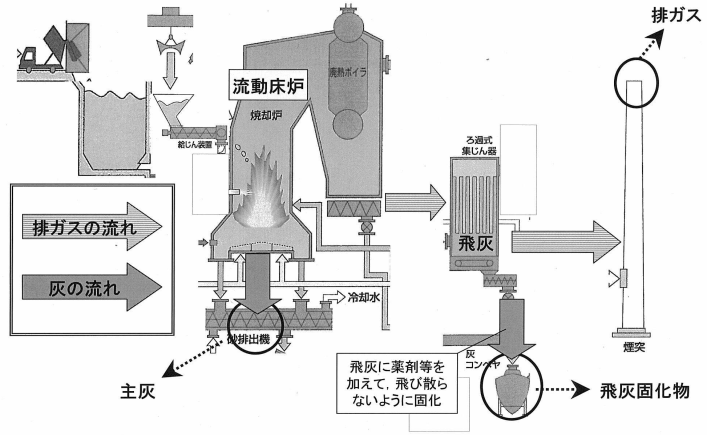 排ガス
流動床炉
廃熱ボイラ
焼却炉
給じん装置
ろ過式
集じん器
排ガスの流れ
灰の流れ
飛灰
冷却水
砂排出機
主灰
飛灰に薬剤等を
加えて，飛び散ら
ないように固化
灰
コンベヤ
煙突
飛灰固化物